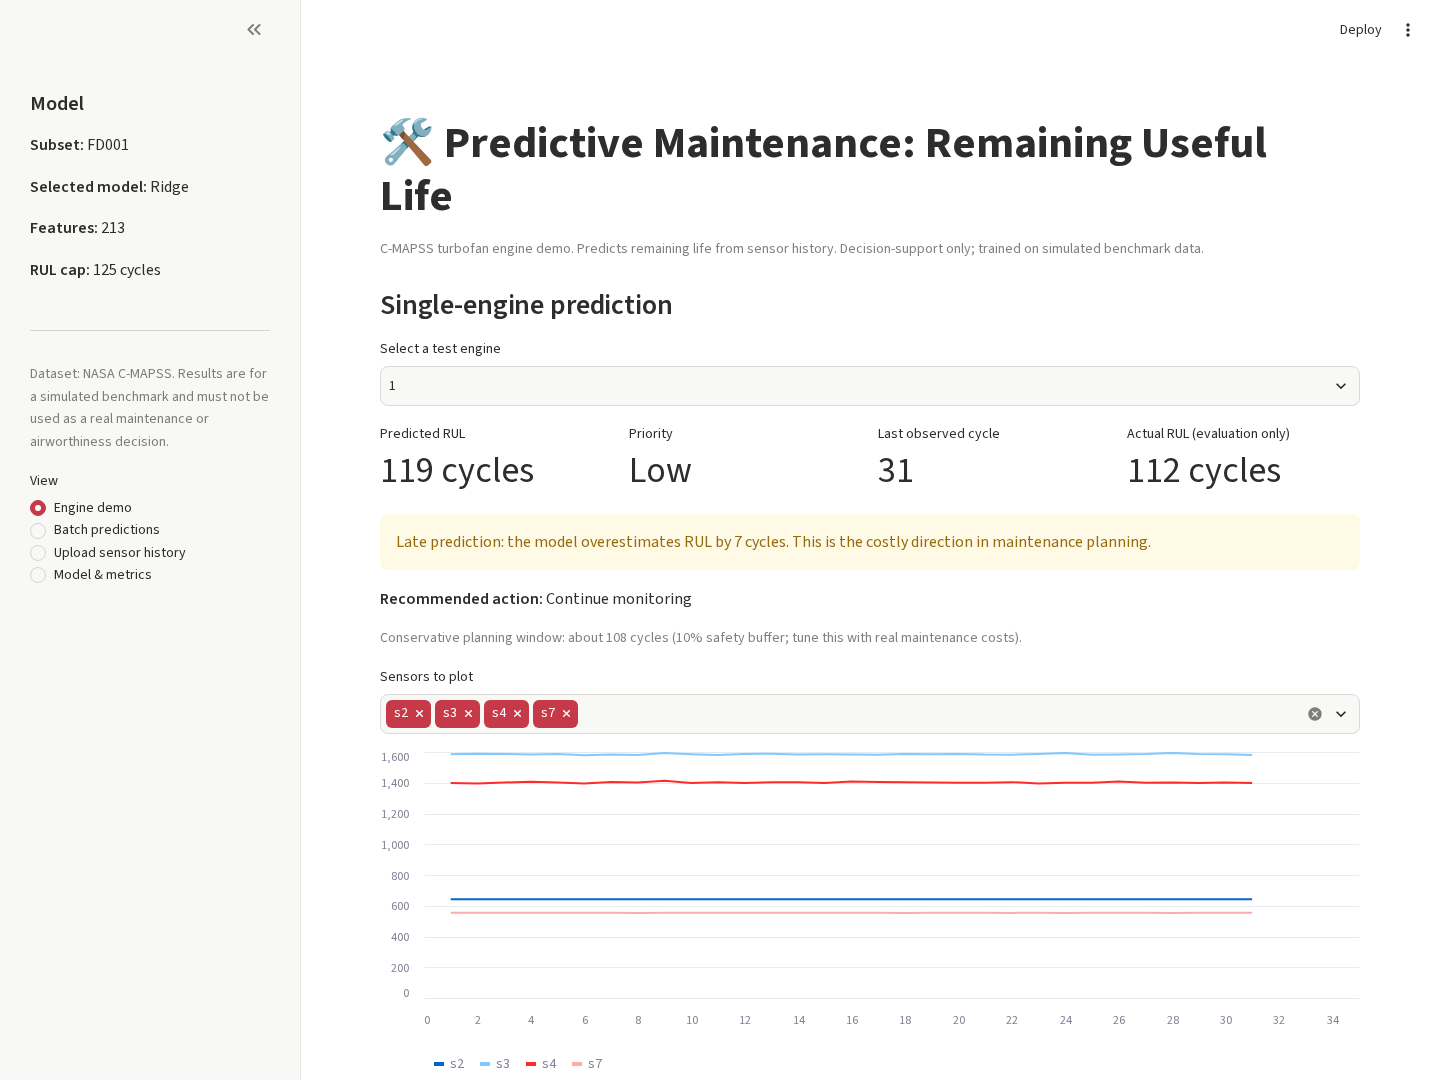 Deploy
Model
Subset: FD001
Selected model: Ridge
Features: 213
RUL cap: 125 cycles
Dataset: NASA C-MAPSS. Results are for
a simulated benchmark and must not be
used as a real maintenance or
airworthiness decision.
View
Engine demo
Batch predictions
Upload sensor history
Model & metrics
🛠️ Predictive Maintenance: Remaining Useful
Life
C-MAPSS turbofan engine demo. Predicts remaining life from sensor history. Decision-support only; trained on simulated benchmark data.
Single-engine prediction
Select a test engine
1
Predicted RUL Priority Last observed cycle Actual RUL (evaluation only)
119 cycles Low 31 112 cycles
Late prediction: the model overestimates RUL by 7 cycles. This is the costly direction in maintenance planning.
Recommended action: Continue monitoring
Conservative planning window: about 108 cycles (10% safety buffer; tune this with real maintenance costs).
Sensors to plot
s2 s3 s4 s7
1,600
1,400
1,200
1,000
800
600
400
200
0
0 2 4 6 8 10 12 14 16 18 20 22 24 26 28 30 32 34
s2 s3 s4 s7